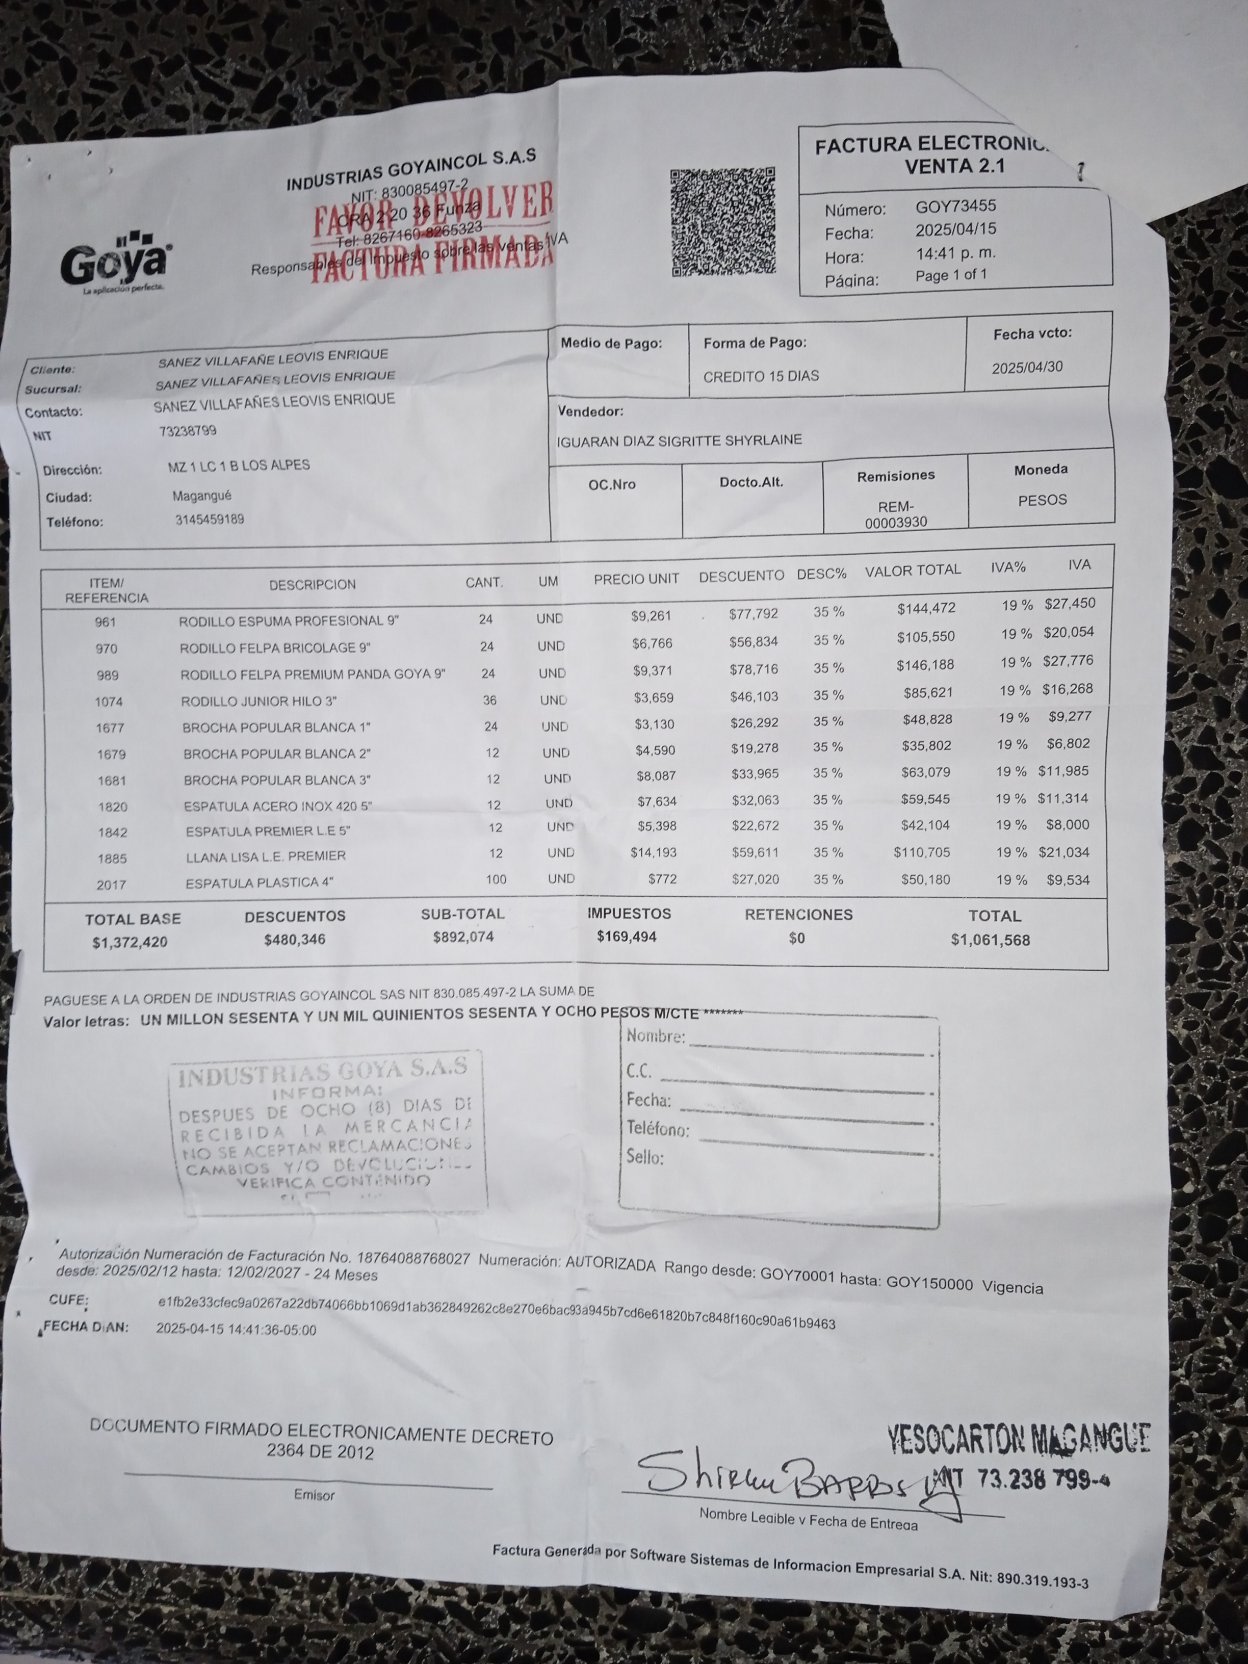 INDUSTRIAS GOYAINCOL S.A.S
NIT: 830085497-2
CRA 2 20 36 Funza
Tel: 8267160-8265323
Responsables del Impuesto sobre las ventas IVA
FAVOR DEVOLVER
FACTURA FIRMADA
Goya
La aplicación perfecta.
FACTURA ELECTRONIC
VENTA 2.1
Número: GOY73455
Fecha: 2025/04/15
Hora: 14:41 p. m.
Página: Page 1 of 1
Cliente: SANEZ VILLAFAÑE LEOVIS ENRIQUE
Sucursal: SANEZ VILLAFAÑES LEOVIS ENRIQUE
Contacto: SANEZ VILLAFAÑES LEOVIS ENRIQUE
NIT 73238799
Dirección: MZ 1 LC 1 B LOS ALPES
Ciudad: Magangué
Teléfono: 3145459189
Medio de Pago: Forma de Pago: Fecha vcto:
CREDITO 15 DIAS 2025/04/30
Vendedor:
IGUARAN DIAZ SIGRITTE SHYRLAINE
OC.Nro Docto.Alt. Remisiones Moneda
REM-00003930 PESOS
ITEM/ REFERENCIA DESCRIPCION CANT. UM PRECIO UNIT DESCUENTO DESC% VALOR TOTAL IVA% IVA
961 RODILLO ESPUMA PROFESIONAL 9" 24 UND $9,261 $77,792 35 % $144,472 19 % $27,450
970 RODILLO FELPA BRICOLAGE 9" 24 UND $6,766 $56,834 35 % $105,550 19 % $20,054
989 RODILLO FELPA PREMIUM PANDA GOYA 9" 24 UND $9,371 $78,716 35 % $146,188 19 % $27,776
1074 RODILLO JUNIOR HILO 3" 36 UND $3,659 $46,103 35 % $85,621 19 % $16,268
1677 BROCHA POPULAR BLANCA 1" 24 UND $3,130 $26,292 35 % $48,828 19 % $9,277
1679 BROCHA POPULAR BLANCA 2" 12 UND $4,590 $19,278 35 % $35,802 19 % $6,802
1681 BROCHA POPULAR BLANCA 3" 12 UND $8,087 $33,965 35 % $63,079 19 % $11,985
1820 ESPATULA ACERO INOX 420 5" 12 UND $7,634 $32,063 35 % $59,545 19 % $11,314
1842 ESPATULA PREMIER L.E 5" 12 UND $5,398 $22,672 35 % $42,104 19 % $8,000
1885 LLANA LISA L.E. PREMIER 12 UND $14,193 $59,611 35 % $110,705 19 % $21,034
2017 ESPATULA PLASTICA 4" 100 UND $772 $27,020 35 % $50,180 19 % $9,534
TOTAL BASE DESCUENTOS SUB-TOTAL IMPUESTOS RETENCIONES TOTAL
$1,372,420 $480,346 $892,074 $169,494 $0 $1,061,568
PAGUESE A LA ORDEN DE INDUSTRIAS GOYAINCOL SAS NIT 830.085.497-2 LA SUMA DE
Valor letras: UN MILLON SESENTA Y UN MIL QUINIENTOS SESENTA Y OCHO PESOS M/CTE *******
INDUSTRIAS GOYA S.A.S
INFORMA:
DESPUES DE OCHO (8) DIAS DE
RECIBIDA LA MERCANCIA
NO SE ACEPTAN RECLAMACIONES
CAMBIOS Y/O DEVOLUCIONES
VERIFICA CONTENIDO
Nombre:
C.C.
Fecha:
Teléfono:
Sello:
Autorización Numeración de Facturación No. 18764088768027 Numeración: AUTORIZADA Rango desde: GOY70001 hasta: GOY150000 Vigencia
desde: 2025/02/12 hasta: 12/02/2027 - 24 Meses
CUFE: e1fb2e33cfec9a0267a22db74066bb1069d1ab362849262c8e270e6bac93a945b7cd6e61820b7c848f160c90a61b9463
FECHA DIAN: 2025-04-15 14:41:36-05:00
DOCUMENTO FIRMADO ELECTRONICAMENTE DECRETO
2364 DE 2012
Emisor
YESOCARTON MAGANGUE
NIT 73.238 799-4
Nombre Legible y Fecha de Entrega
Factura Generada por Software Sistemas de Informacion Empresarial S.A. Nit: 890.319.193-3